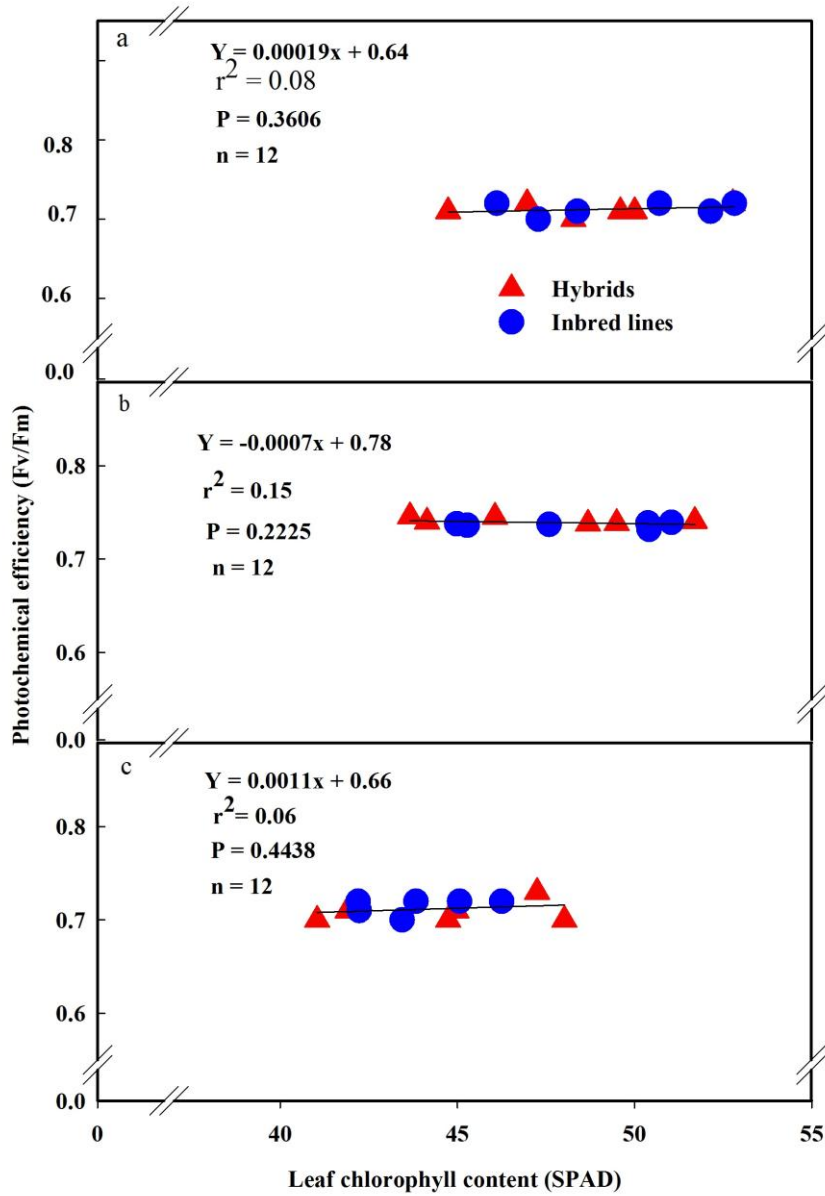 a
Y = 0.00019x + 0.64
r² = 0.08
P = 0.3606
n = 12
0.8
0.7
0.6
0.0
Hybrids
Inbred lines
b
Y = -0.0007x + 0.78
r² = 0.15
P = 0.2225
n = 12
0.8
0.7
0.6
0.0
Photochemical efficiency (Fv/Fm)
c
Y = 0.0011x + 0.66
r²= 0.06
P = 0.4438
n = 12
0.8
0.7
0.6
0.0
0 40 45 50 55
Leaf chlorophyll content (SPAD)